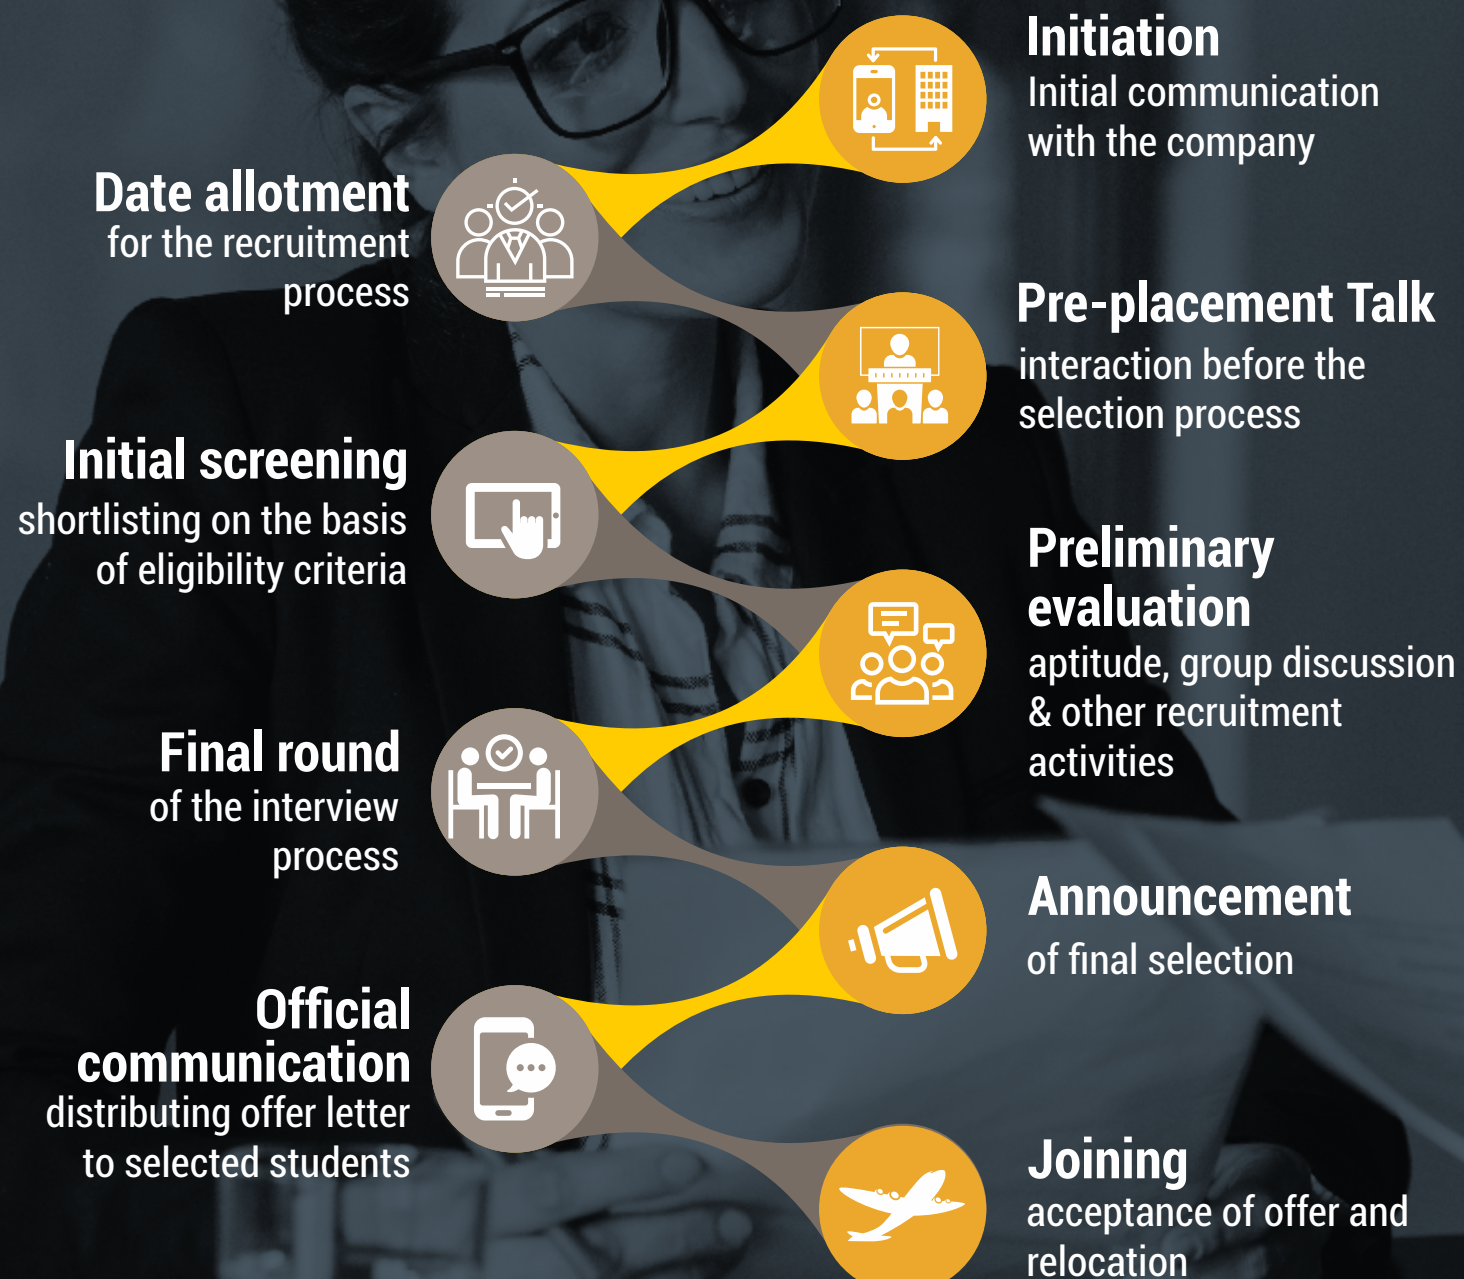 Initiation
Initial communication
with the company
Date allotment
for the recruitment
process
Pre-placement Talk
interaction before the
selection process
Initial screening
shortlisting on the basis
of eligibility criteria
Preliminary
evaluation
aptitude, group discussion
& other recruitment
activities
Final round
of the interview
process
Announcement
of final selection
Official
communication
distributing offer letter
to selected students
Joining
acceptance of offer and
relocation